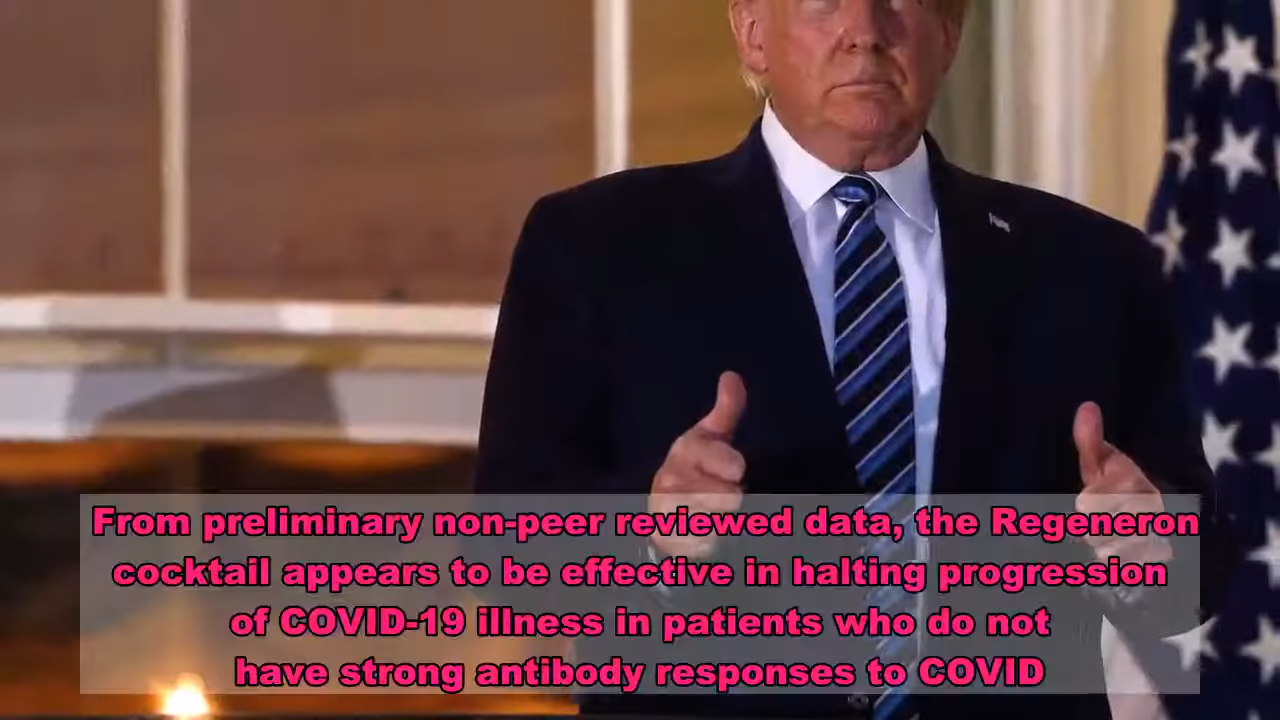 From preliminary non-peer reviewed data, the Regeneron
cocktail appears to be effective in halting progression
of COVID-19 illness in patients who do not
have strong antibody responses to COVID